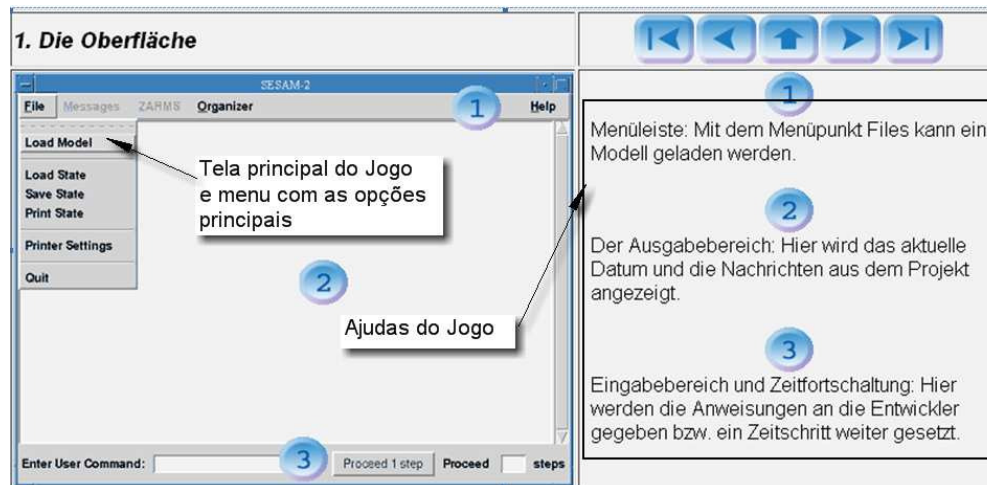 1. Die Oberfläche
SESAM-2
File Messages ZARMS Organizer 1 Help
Load Model
Load State
Save State
Print State
Printer Settings
Quit
Tela principal do Jogo
e menu com as opções
principais
2
Ajudas do Jogo
3
Enter User Command: Proceed 1 step Proceed steps
1
Menüleiste: Mit dem Menüpunkt Files kann ein
Modell geladen werden.
2
Der Ausgabebereich: Hier wird das aktuelle
Datum und die Nachrichten aus dem Projekt
angezeigt.
3
Eingabebereich und Zeitfortschaltung: Hier
werden die Anweisungen an die Entwickler
gegeben bzw. ein Zeitschritt weiter gesetzt.